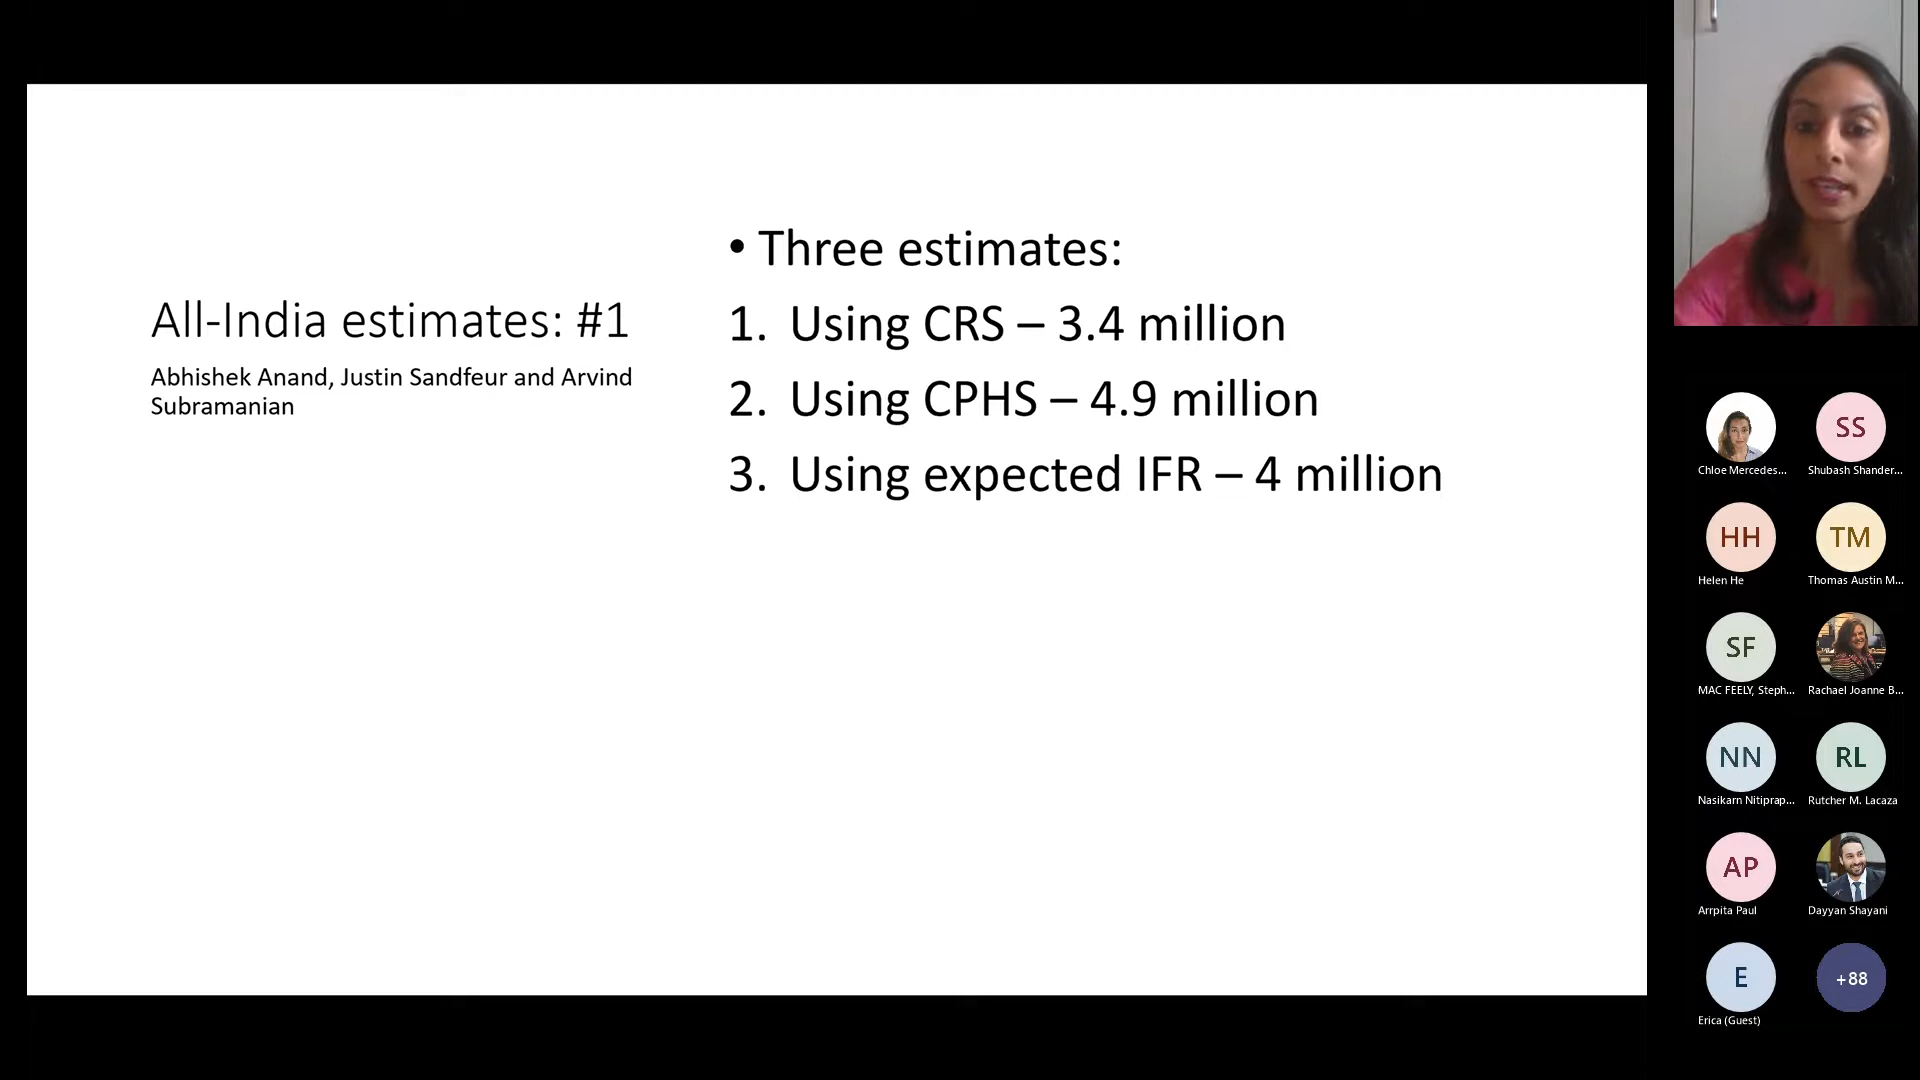 All-India estimates: #1
Abhishek Anand, Justin Sandfeur and Arvind
Subramanian
• Three estimates:
1. Using CRS – 3.4 million
2. Using CPHS – 4.9 million
3. Using expected IFR – 4 million
Chloe Mercedes...
SS
Shubash Shander...
HH
Helen He
TM
Thomas Austin M...
SF
MAC FEELY, Steph...
Rachael Joanne B...
NN
Nasikarn Nitiprap...
RL
Rutcher M. Lacaza
AP
Arrpita Paul
Dayyan Shayani
E
Erica (Guest)
+88